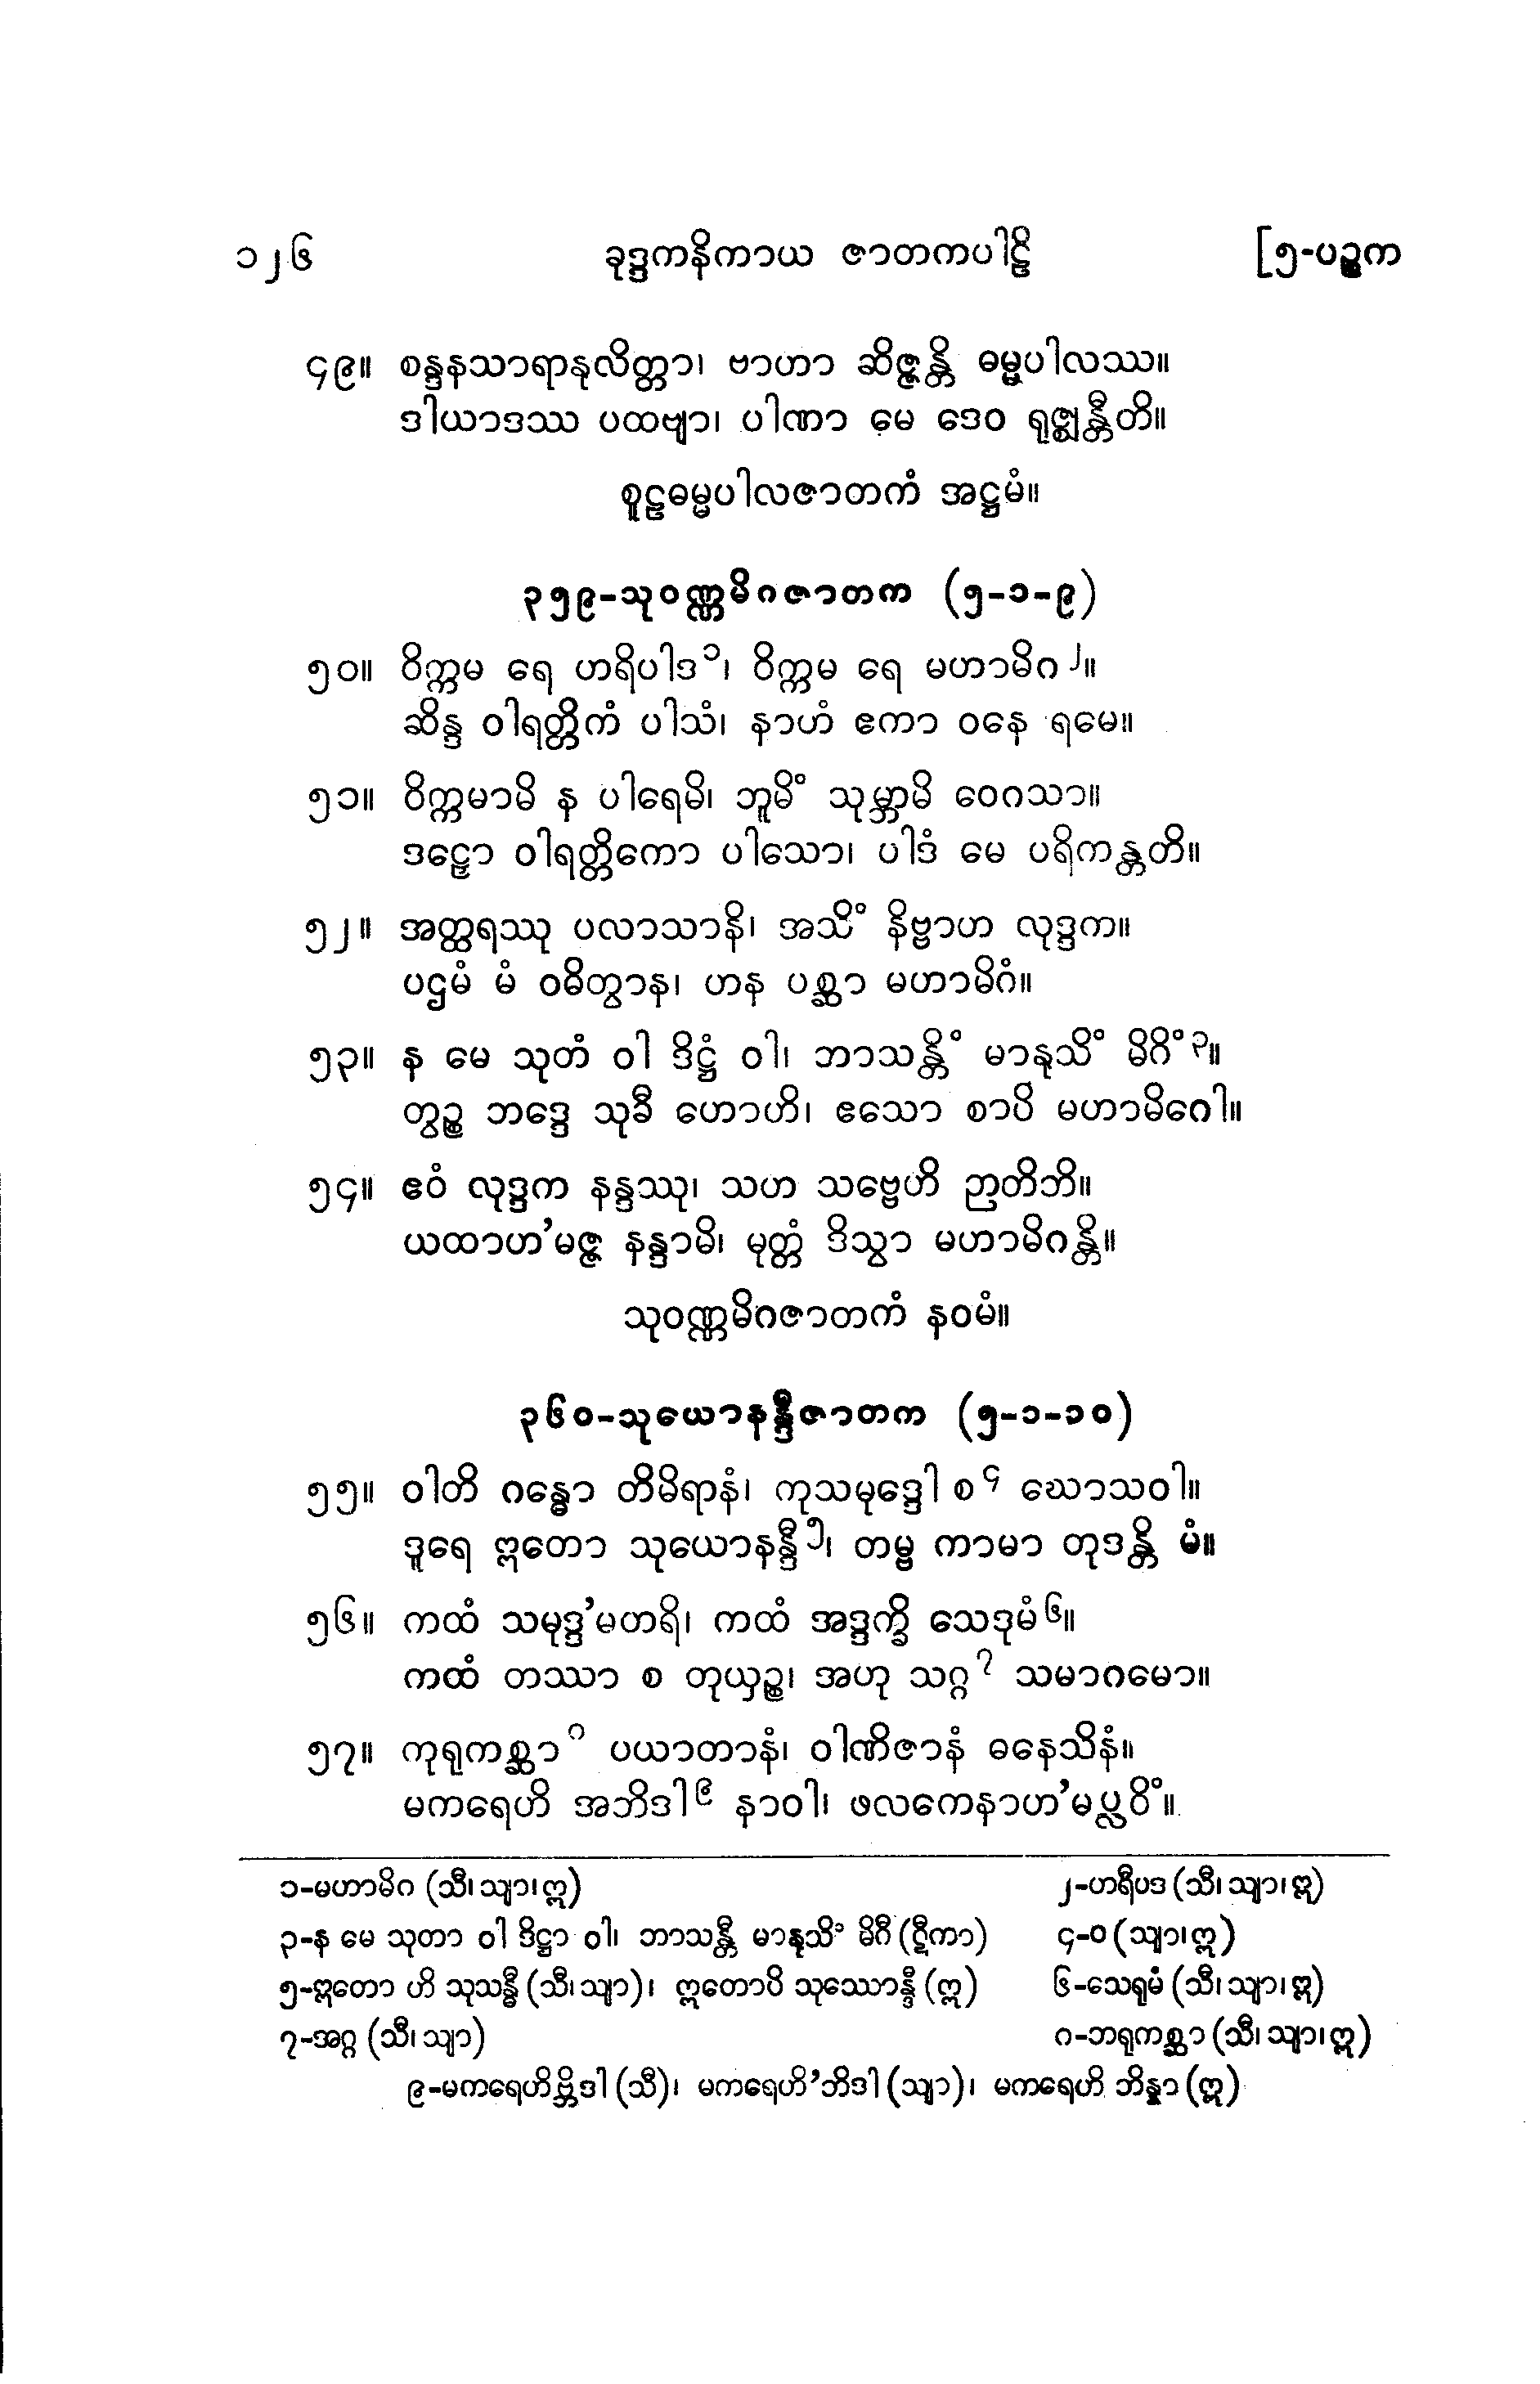 ၁၂၆ ခုဒ္ဒကနိကာယ ဇာတကပါဠိ [၅-ပဉ္စက
၄၉။ စန္ဒနသာရာနုလိတ္တာ၊ ဗာဟာ ဆိဇ္ဇန္တိ ဓမ္မပါလဿ။
ဒါယာဒဿ ပထဗျာ၊ ပါဏာ မေ ဒေဝ ရုဇ္ဈန္တီတိ။
စူဠဓမ္မပါလဇာတကံ အဋ္ဌမံ။
၃၅၉-သုဝဏ္ဏမိဂဇာတက (၅-၁-၉)
၅၀။ ဝိက္ကမ ရေ ဟရိပါဒ၁၊ ဝိက္ကမ ရေ မဟာမိဂ၂။
ဆိန္ဒ ဝါရတ္တိကံ ပါသံ၊ နာဟံ ဧကာ ဝနေ ရမေ။
၅၁။ ဝိက္ကမာမိ န ပါရေမိ၊ ဘူမိံ သုမ္ဘာမိ ဝေဂသာ။
ဒဠှော ဝါရတ္တိကော ပါသော၊ ပါဒံ မေ ပရိကန္တတိ။
၅၂။ အတ္ထရဿု ပလာသာနိ၊ အသိံ နိဗ္ဗာဟ လုဒ္ဒက။
ပဌမံ မံ ဝဓိတွာန၊ ဟန ပစ္ဆာ မဟာမိဂံ။
၅၃။ န မေ သုတံ ဝါ ဒိဋ္ဌံ ဝါ၊ ဘာသန္တိံ မာနုသိံ မိဂိံ၃။
တွဉ္စ ဘဒ္ဒေ သုခီ ဟောဟိ၊ ဧသော စာပိ မဟာမိဂေါ။
၅၄။ ဧဝံ လုဒ္ဒက နန္ဒဿု၊ သဟ သဗ္ဗေဟိ ဉာတိဘိ။
ယထာဟ’မဇ္ဇ နန္ဒာမိ၊ မုတ္တံ ဒိသွာ မဟာမိဂန္တိ။
သုဝဏ္ဏမိဂဇာတကံ နဝမံ။
၃၆၀-သုယောနန္ဒီဇာတက (၅-၁-၁၀)
၅၅။ ဝါတိ ဂန္ဓော တိမိရာနံ၊ ကုသမုဒ္ဒေါ စ၄ ဃောသဝါ။
ဒူရေ ဣတော သုယောနန္ဒီ၅၊ တမ္ဗ ကာမာ တုဒန္တိ မံ။
၅၆။ ကထံ သမုဒ္ဒ’မတရိ၊ ကထံ အဒ္ဒက္ခိ သေဒုမံ၆။
ကထံ တဿာ စ တုယှဉ္စ၊ အဟု သဂ္ဂ၇ သမာဂမော။
၅၇။ ကုရုကစ္ဆာ၈ ပယာတာနံ၊ ဝါဏိဇာနံ ဓနေသိနံ။
မကရေဟိ အဘိဒါ၉ နာဝါ၊ ဖလကေနာဟ’မပ္လဝိံ။
၁-မဟာမိဂ (သီ၊ သျာ၊ ဣ) ၂-ဟရီပဒ (သီ၊ သျာ၊ ဣ)
၃-န မေ သုတာ ဝါ ဒိဋ္ဌာ ဝါ၊ ဘာသန္တီ မာနုသိံ မိဂီ (ဋီကာ) ၄-၀ (သျာ၊ ဣ)
၅-ဣတော ဟိ သုသန္ဓီ (သီ၊ သျာ)၊ ဣတောပိ သုဿောန္ဒီ (ဣ) ၆-သေရုမံ (သီ၊ သျာ၊ ဣ)
၇-အဂ္ဂ (သီ၊ သျာ) ၈-ဘရုကစ္ဆာ (သီ၊ သျာ၊ ဣ)
၉-မကရေဟိဗ္ဘိဒါ (သီ)၊ မကရေဟိ’ဘိဒါ (သျာ)၊ မကရေဟိ ဘိန္နာ (ဣ)